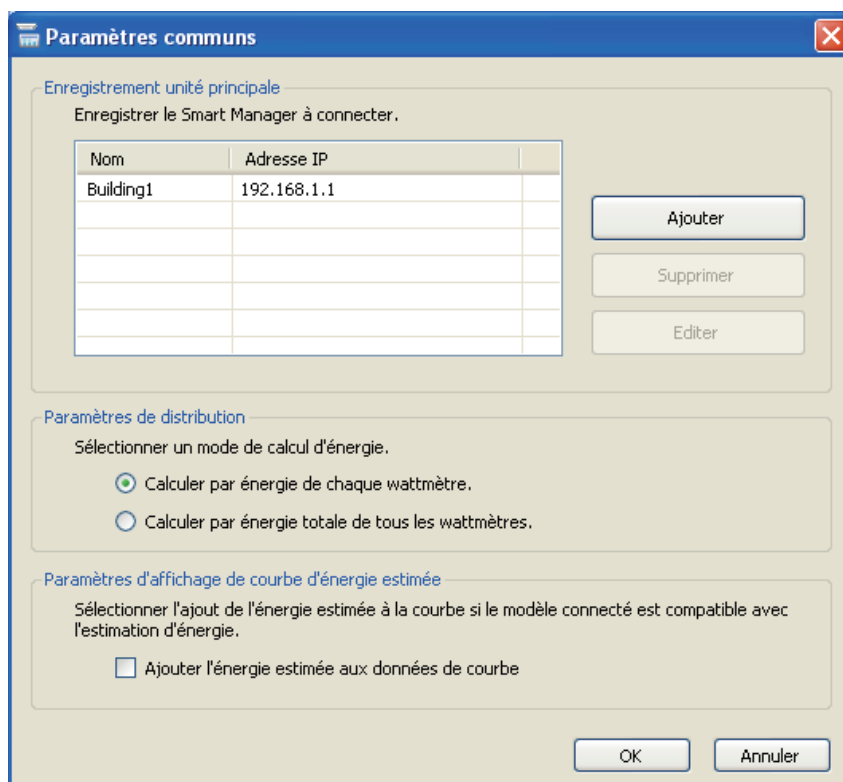 Paramètres communs
Enregistrement unité principale
Enregistrer le Smart Manager à connecter.
Nom Adresse IP
Building1 192.168.1.1
Ajouter
Supprimer
Editer
Paramètres de distribution
Sélectionner un mode de calcul d'énergie.
Calculer par énergie de chaque wattmètre.
Calculer par énergie totale de tous les wattmètres.
Paramètres d'affichage de courbe d'énergie estimée
Sélectionner l'ajout de l'énergie estimée à la courbe si le modèle connecté est compatible avec
l'estimation d'énergie.
Ajouter l'énergie estimée aux données de courbe
OK Annuler